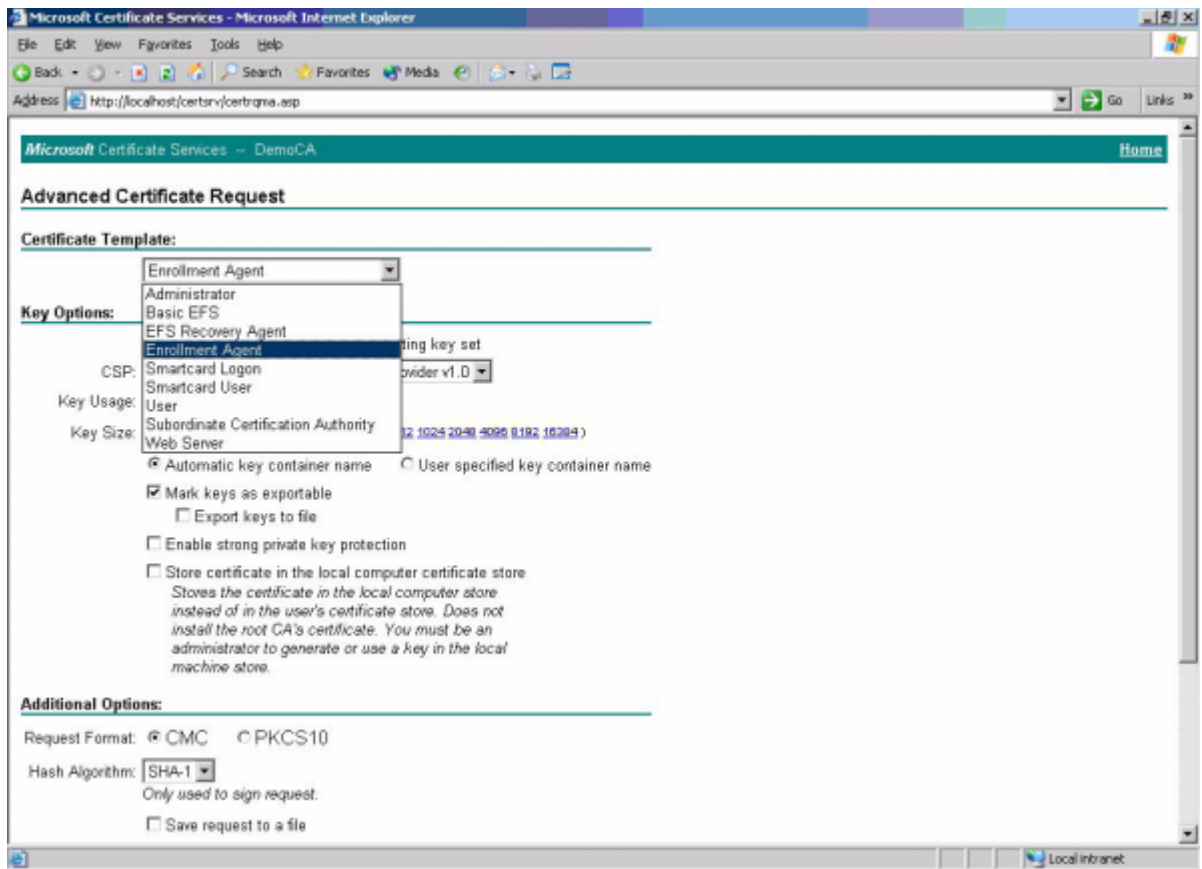 Microsoft Certificate Services - Microsoft Internet Explorer
File Edit View Favorites Tools Help
Back Search Favorites Media
Address http://localhost/certsrv/certrqma.asp Go Links »
Microsoft Certificate Services -- DemoCA Home
Advanced Certificate Request
Certificate Template:
Enrollment Agent
Administrator
Basic EFS
Key Options:
EFS Recovery Agent
Enrollment Agent ting key set
CSP: Smartcard Logon ovider v1.0
Smartcard User
Key Usage: User
Key Size: Subordinate Certification Authority 12 1024 2048 4096 8192 16384 )
Web Server
Automatic key container name User specified key container name
Mark keys as exportable
Export keys to file
Enable strong private key protection
Store certificate in the local computer certificate store
Stores the certificate in the local computer store
instead of in the user's certificate store. Does not
install the root CA's certificate. You must be an
administrator to generate or use a key in the local
machine store.
Additional Options:
Request Format: CMC PKCS10
Hash Algorithm: SHA-1
Only used to sign request.
Save request to a file
Local intranet